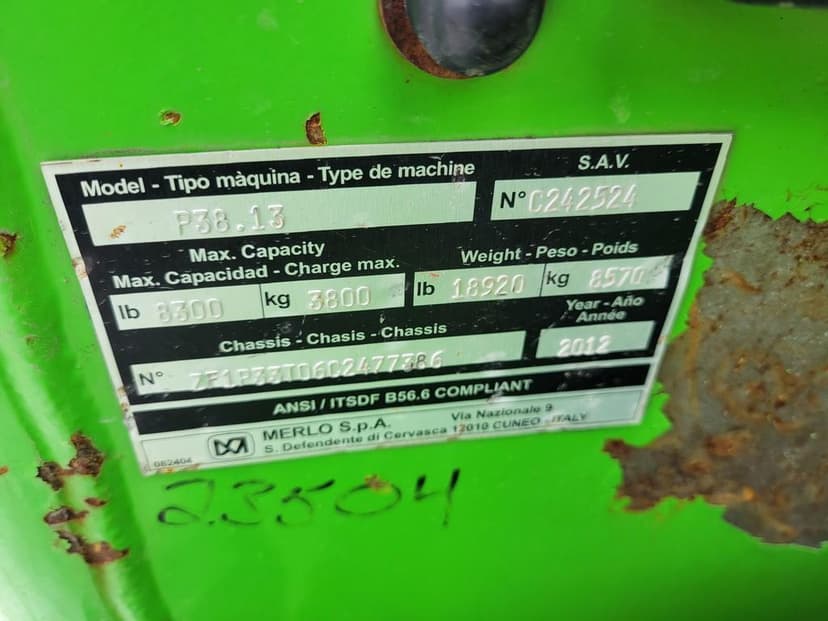 Model - Tipo màquina - Type de machine
P38.13
S.A.V.
N° C242524
Max. Capacity
Max. Capacidad - Charge max.
lb 8300 kg 3800
Weight - Peso - Poids
lb 18920 kg 8570
Chassis - Chasis - Chassis
N° ZF1P33T06C2477386
Year - Año
Année
2012
ANSI / ITSDF B56.6 COMPLIANT
MERLO S.p.A.
Via Nazionale 9
S. Defendente di Cervasca 12010 CUNEO - ITALY
062404
23504